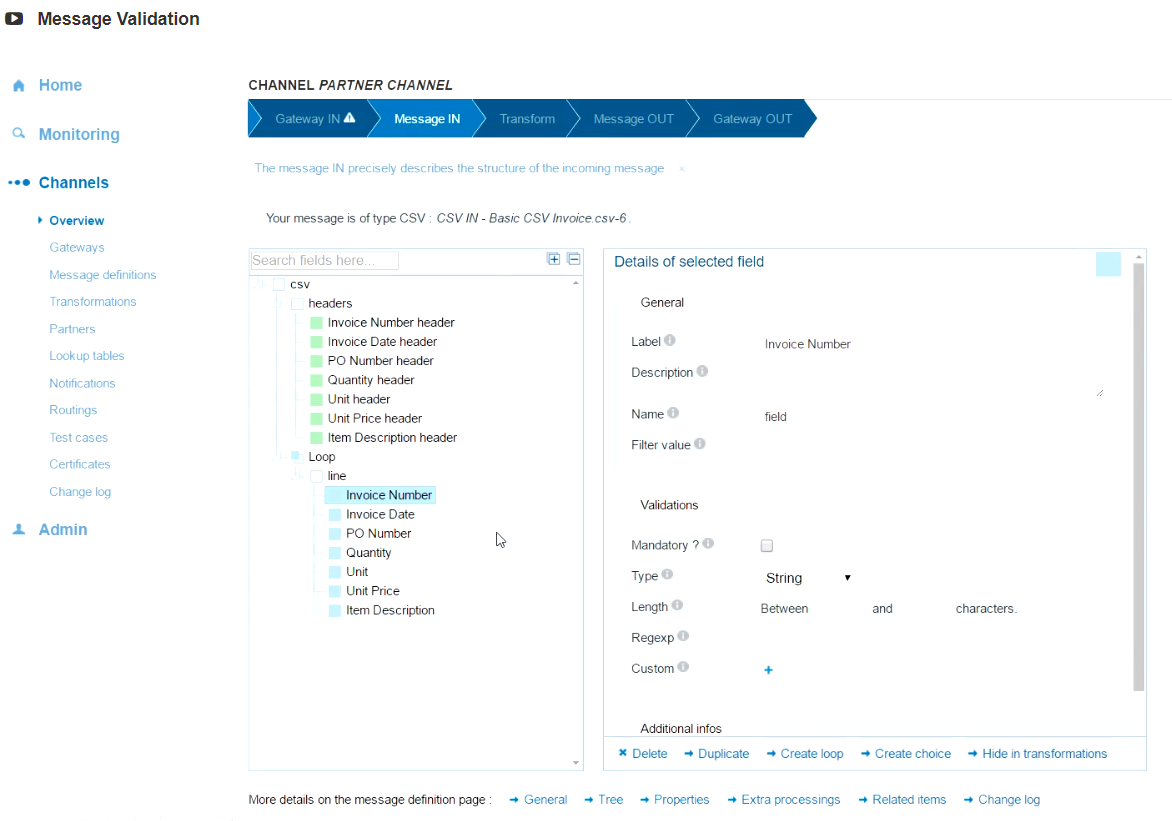 Message Validation
Home
Monitoring
Channels
Overview
Gateways
Message definitions
Transformations
Partners
Lookup tables
Notifications
Routings
Test cases
Certificates
Change log
Admin
CHANNEL PARTNER CHANNEL
Gateway IN Message IN Transform Message OUT Gateway OUT
The message IN precisely describes the structure of the incoming message ×
Your message is of type CSV : CSV IN - Basic CSV Invoice.csv-6 .
Search fields here...
csv
headers
Invoice Number header
Invoice Date header
PO Number header
Quantity header
Unit header
Unit Price header
Item Description header
Loop
line
Invoice Number
Invoice Date
PO Number
Quantity
Unit
Unit Price
Item Description
Details of selected field
General
Label Invoice Number
Description
Name field
Filter value
Validations
Mandatory ?
Type String
Length Between and characters.
Regexp
Custom
Additional infos
Delete Duplicate Create loop Create choice Hide in transformations
More details on the message definition page : General Tree Properties Extra processings Related items Change log